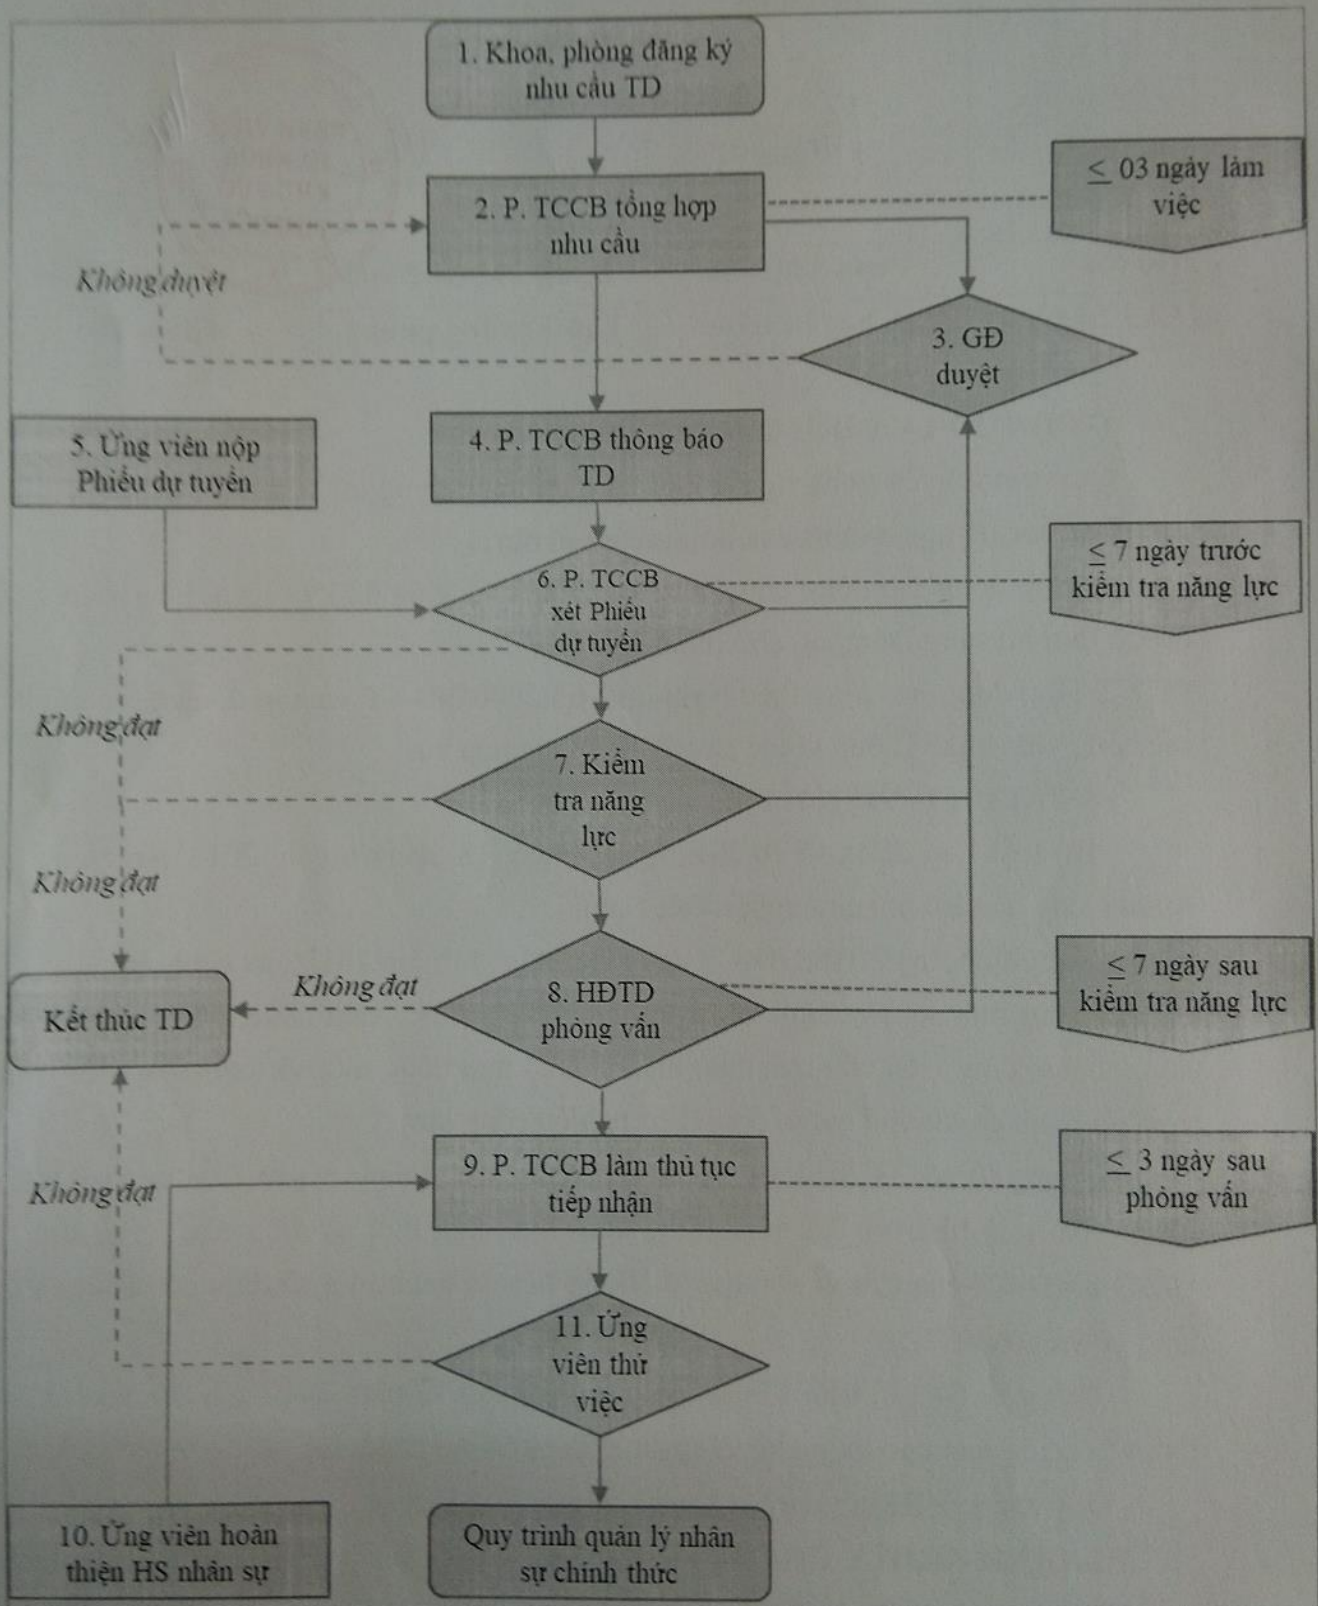 1. Khoa, phòng đăng ký
nhu cầu TD
≤ 03 ngày làm
việc
2. P. TCCB tổng hợp
nhu cầu
Không duyệt
3. GĐ
duyệt
5. Ứng viên nộp
Phiếu dự tuyển
4. P. TCCB thông báo
TD
≤ 7 ngày trước
kiểm tra năng lực
6. P. TCCB
xét Phiếu
dự tuyển
Không đạt
7. Kiểm
tra năng
lực
Không đạt
Kết thúc TD
Không đạt
8. HĐTD
phỏng vấn
≤ 7 ngày sau
kiểm tra năng lực
9. P. TCCB làm thủ tục
tiếp nhận
≤ 3 ngày sau
phỏng vấn
Không đạt
11. Ứng
viên thử
việc
10. Ứng viên hoàn
thiện HS nhân sự
Quy trình quản lý nhân
sự chính thức